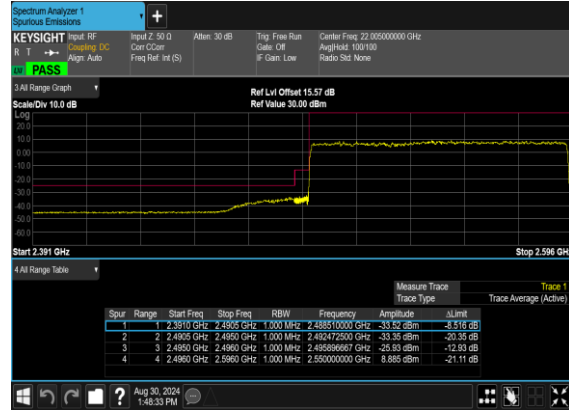 Spectrum Analyzer 1
Spurious Emissions
+
KEYSIGHT Input: RF Input Z: 50 Ω Atten: 30 dB Trig: Free Run Center Freq: 22.005000000 GHz
R T Coupling: DC Corr CCorr Gate: Off Avg|Hold: 100/100
Align: Auto Freq Ref: Int (S) IF Gain: Low Radio Std: None
PASS
3 All Range Graph Ref Lvl Offset 15.57 dB
Scale/Div 10.0 dB Ref Value 30.00 dBm
Log
20.0
10.0
0.00
-10.0
-20.0
-30.0
-40.0
-50.0
-60.0
Start 2.391 GHz Stop 2.596 GH
4 All Range Table
Measure Trace Trace 1
Trace Type Trace Average (Active)
Spur Range Start Freq Stop Freq RBW Frequency Amplitude ΔLimit
1 1 2.3910 GHz 2.4905 GHz 1.000 MHz 2.488510000 GHz -33.52 dBm -8.516 dB
2 2 2.4905 GHz 2.4950 GHz 1.000 MHz 2.492472500 GHz -33.35 dBm -20.35 dB
3 3 2.4950 GHz 2.4960 GHz 1.000 MHz 2.495896667 GHz -25.93 dBm -12.93 dB
4 4 2.4960 GHz 2.5960 GHz 1.000 MHz 2.550000000 GHz 8.885 dBm -21.11 dB
? Aug 30, 2024
1:48:33 PM